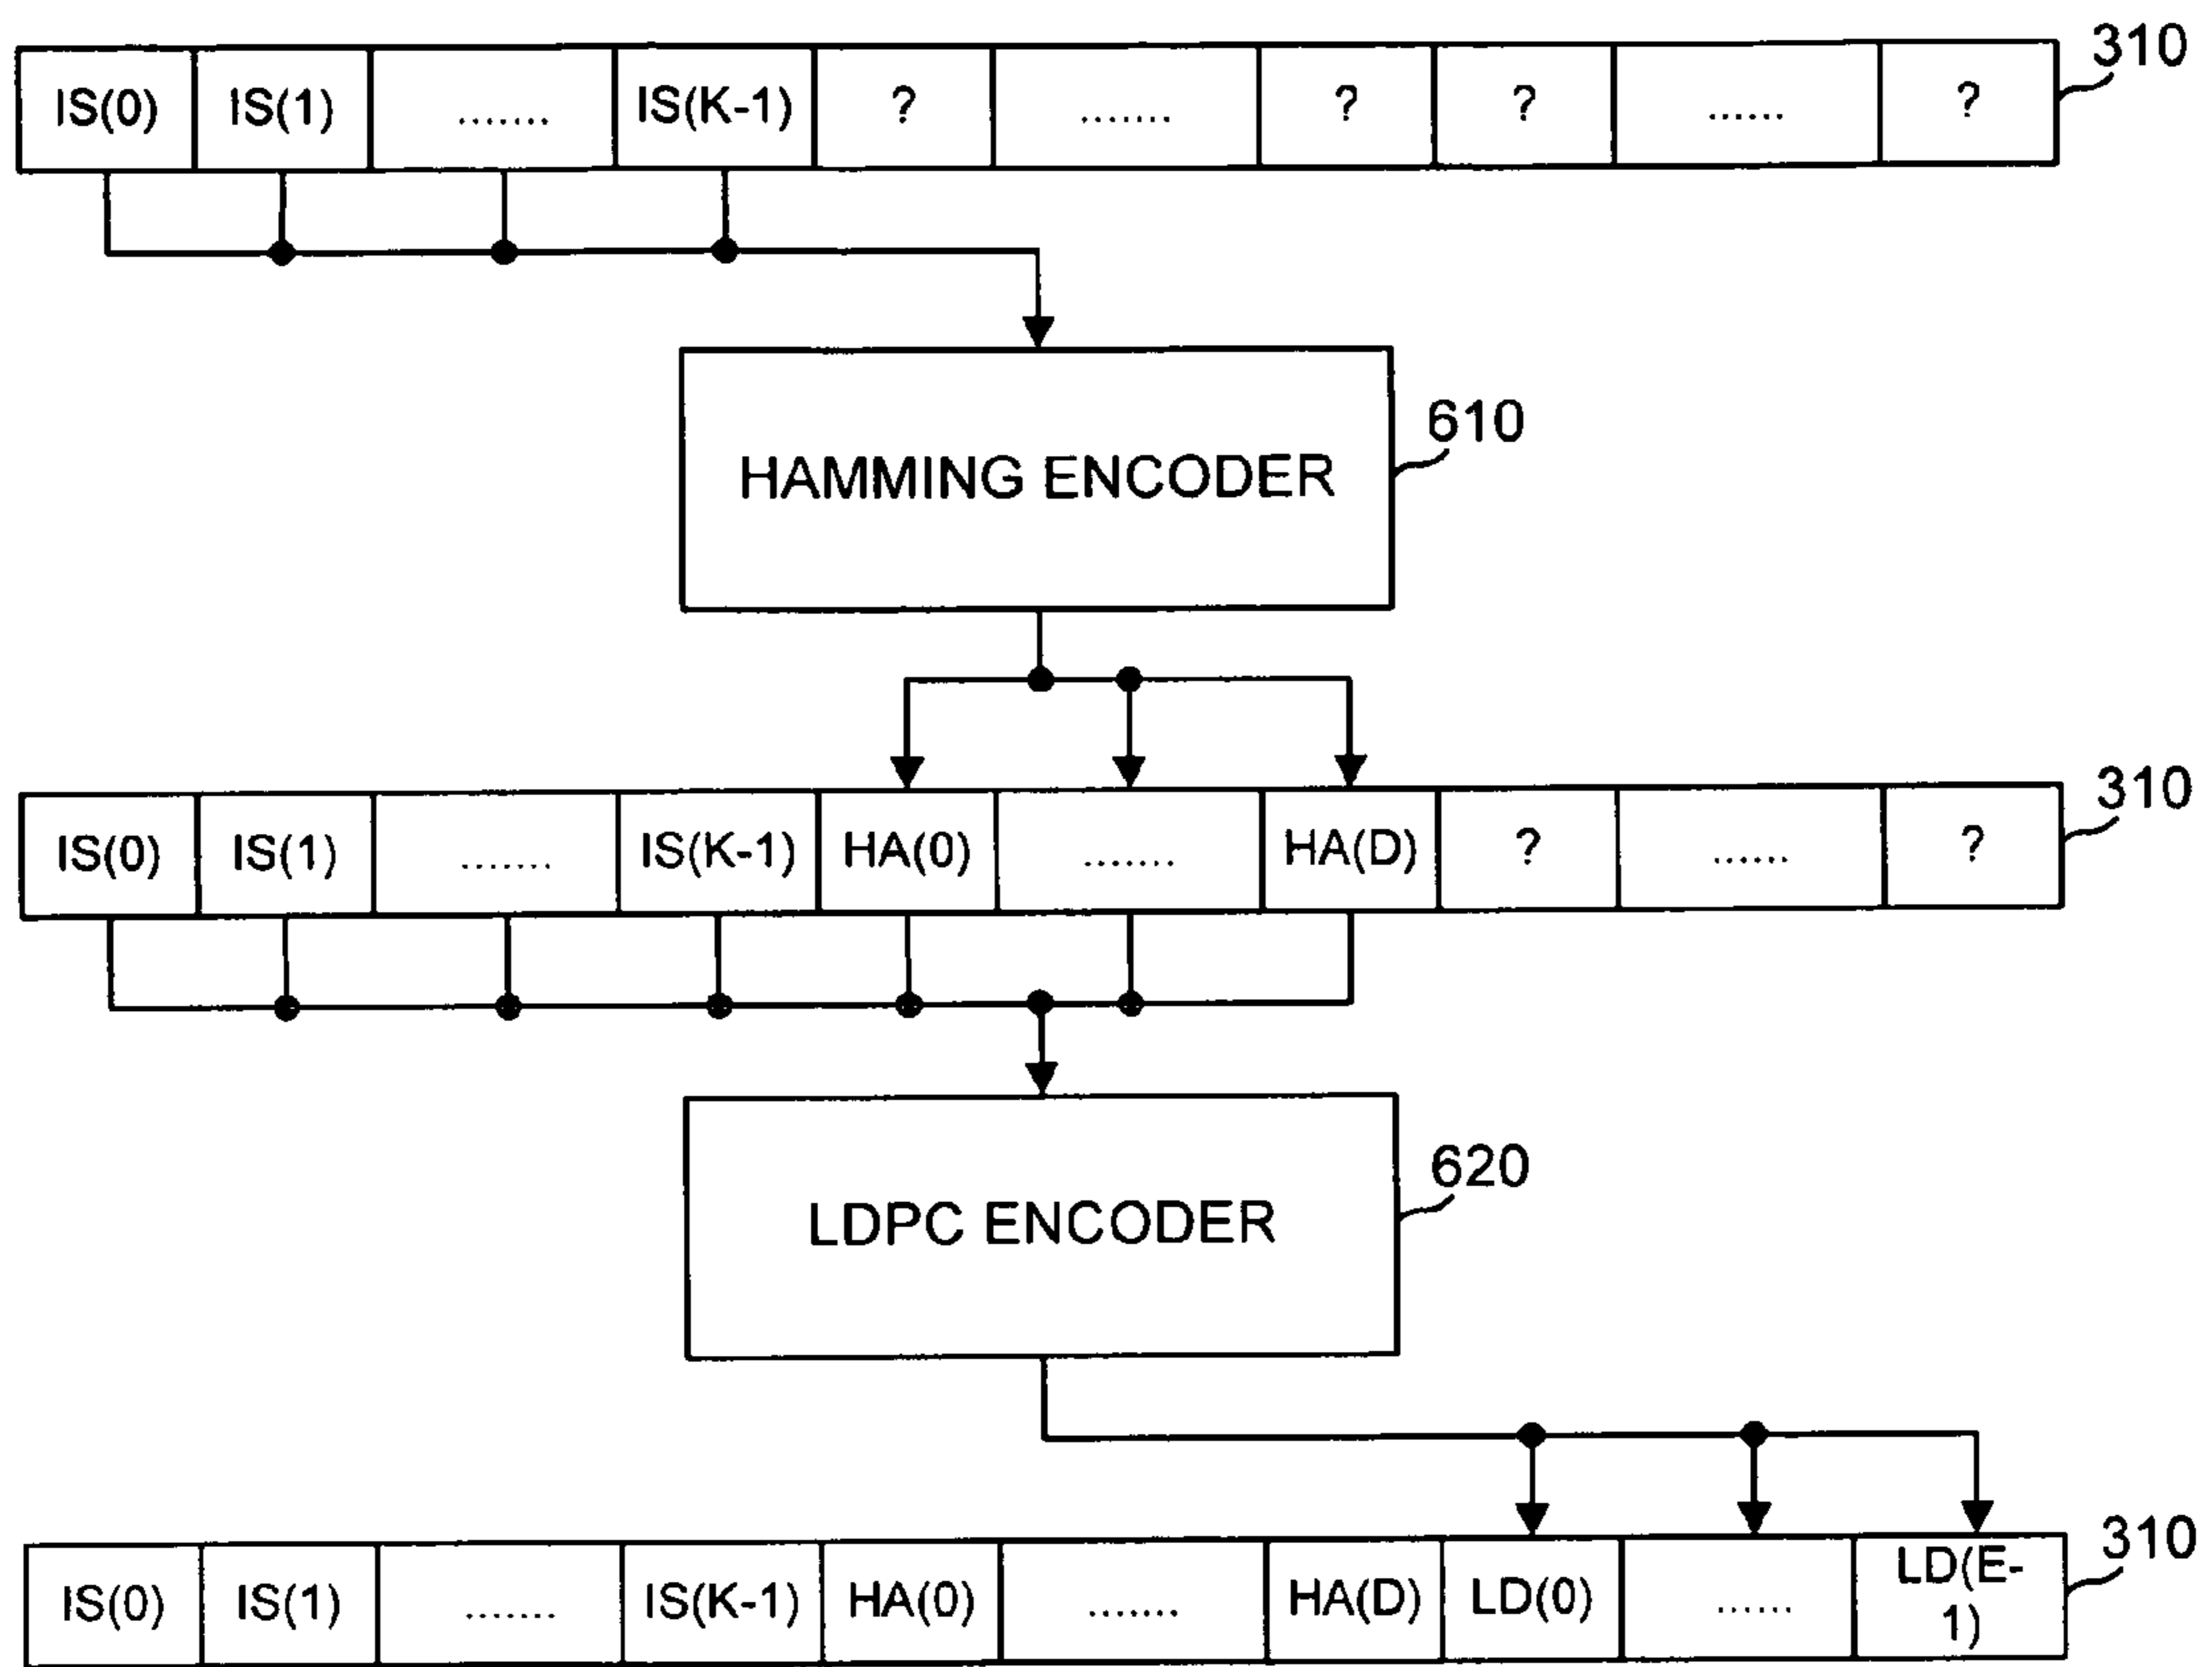 310
IS(0) IS(1) ....... IS(K-1) ? ....... ? ? ...... ?
610
HAMMING ENCODER
310
IS(0) IS(1) ....... IS(K-1) HA(0) ....... HA(D) ? ...... ?
620
LDPC ENCODER
310
IS(0) IS(1) ....... IS(K-1) HA(0) ....... HA(D) LD(0) ...... LD(E-
1)